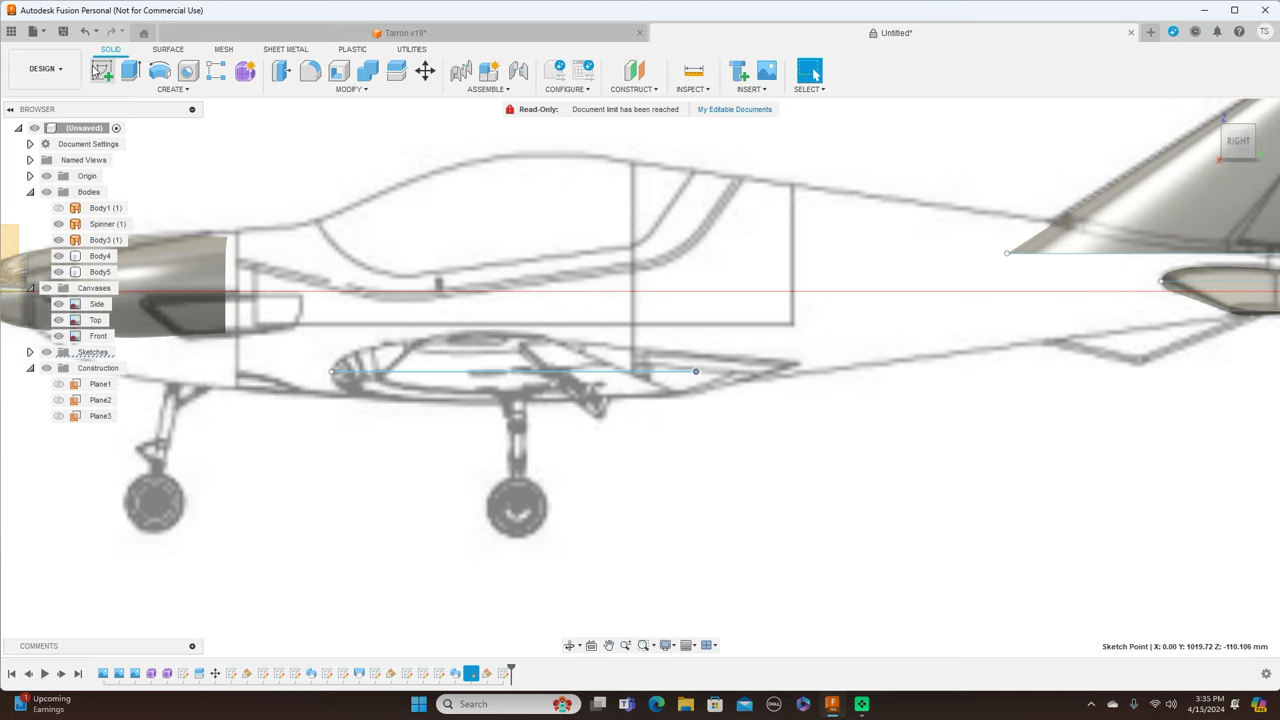 Autodesk Fusion Personal (Not for Commercial Use)
Tarron v19*
Untitled*
TS
DESIGN
SOLID
SURFACE
MESH
SHEET METAL
PLASTIC
UTILITIES
CREATE
MODIFY
ASSEMBLE
CONFIGURE
CONSTRUCT
INSPECT
INSERT
SELECT
BROWSER
Read-Only: Document limit has been reached My Editable Documents
(Unsaved)
Document Settings
Named Views
Origin
Bodies
Body1 (1)
Spinner (1)
Body3 (1)
Body4
Body5
Canvases
Side
Top
Front
Sketches
Construction
Plane1
Plane2
Plane3
Z
RIGHT
X
COMMENTS
Sketch Point | X: 0.00 Y: 1019.72 Z: -110.106 mm
1
Upcoming
Earnings
Search
DELL
3:35 PM
4/15/2024